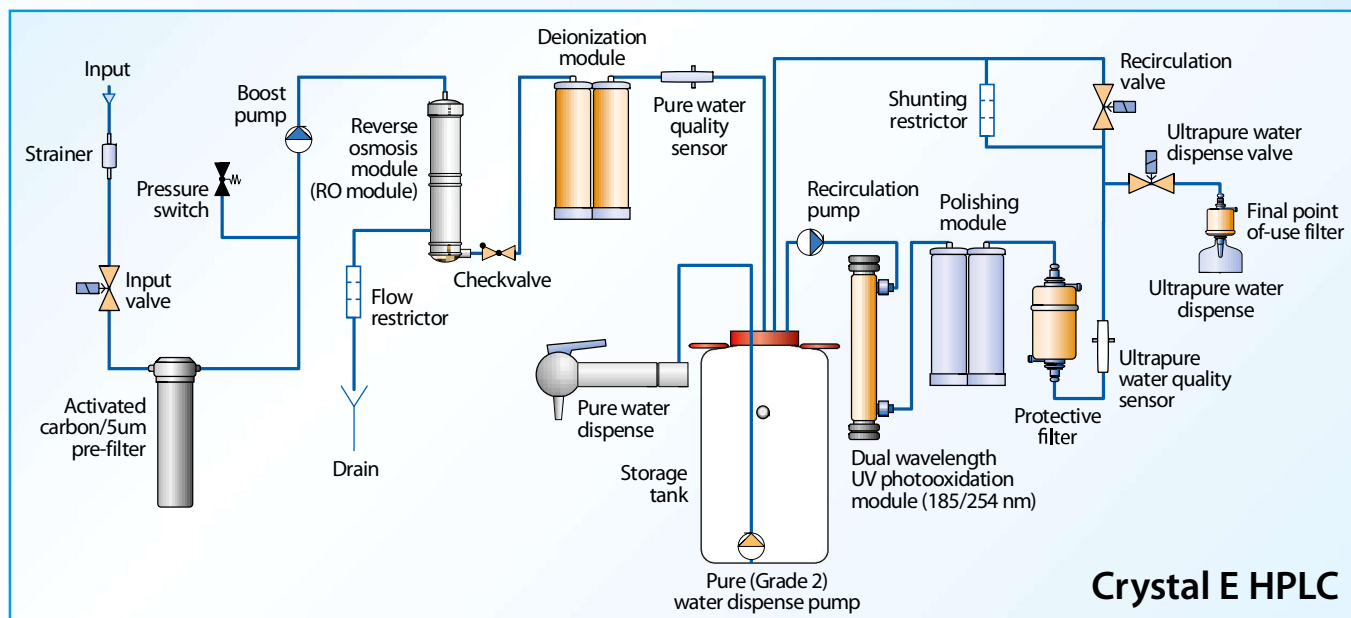 Input
Strainer
Pressure
switch
Boost
pump
Input
valve
Activated
carbon/5um
pre-filter
Reverse
osmosis
module
(RO module)
Flow
restrictor
Drain
Checkvalve
Deionization
module
Pure water
quality
sensor
Pure water
dispense
Storage
tank
Pure (Grade 2)
water dispense pump
Recirculation
pump
Dual wavelength
UV photooxidation
module (185/254 nm)
Polishing
module
Protective
filter
Ultrapure
water quality
sensor
Shunting
restrictor
Recirculation
valve
Ultrapure water
dispense valve
Final point
of-use filter
Ultrapure water
dispense
Crystal E HPLC